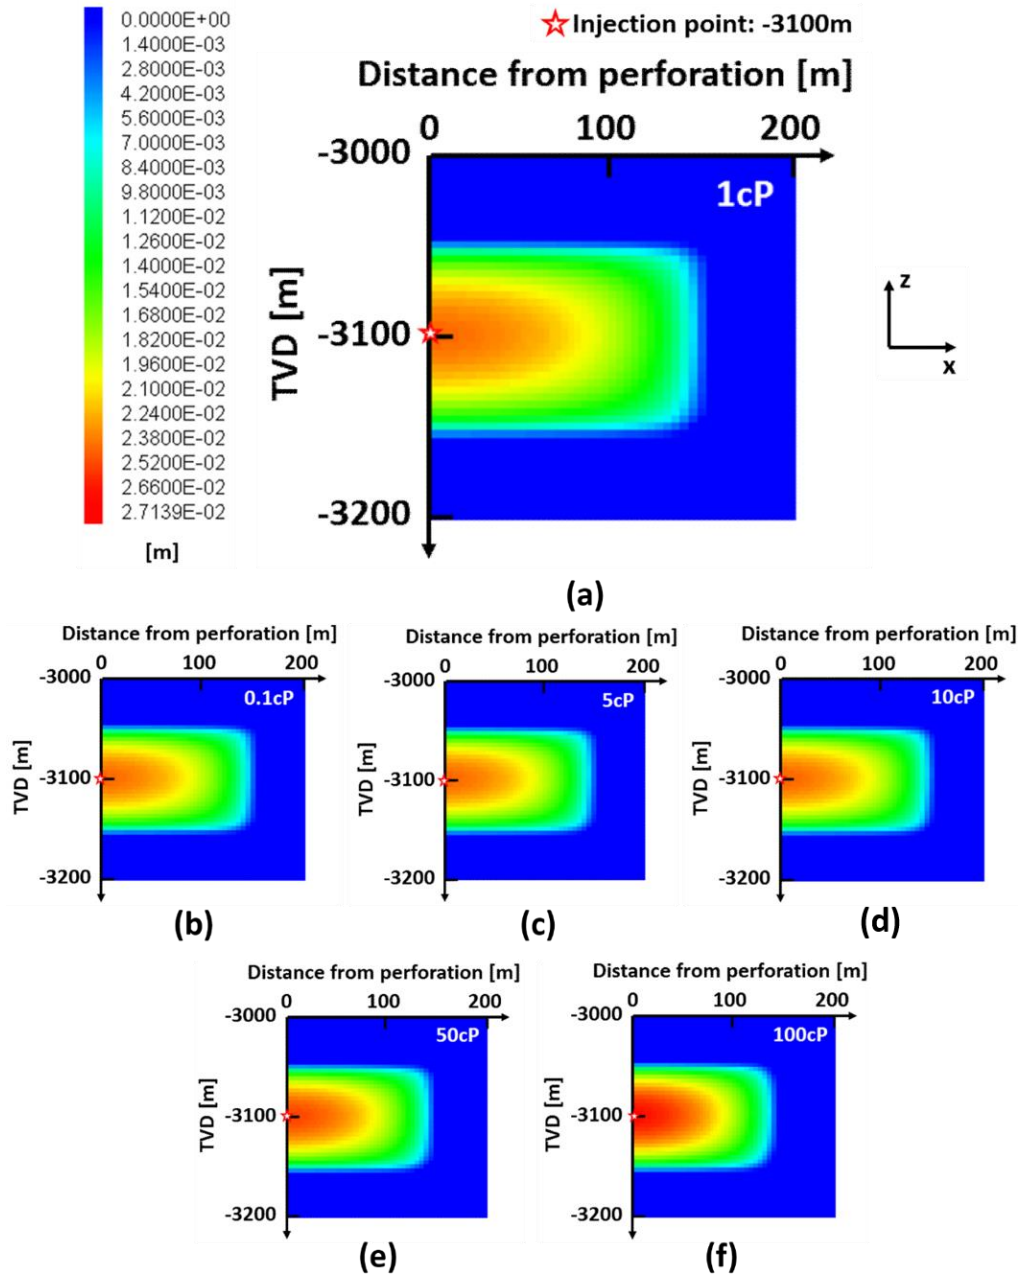 0.0000E+00
1.4000E-03
2.8000E-03
4.2000E-03
5.6000E-03
7.0000E-03
8.4000E-03
9.8000E-03
1.1200E-02
1.2600E-02
1.4000E-02
1.5400E-02
1.6800E-02
1.8200E-02
1.9600E-02
2.1000E-02
2.2400E-02
2.3800E-02
2.5200E-02
2.6600E-02
2.7139E-02
[m]
Injection point: -3100m
Distance from perforation [m]
0 100 200
-3000
1cP
TVD [m]
-3100
-3200
z
x
(a)
Distance from perforation [m]
0 100 200
-3000
0.1cP
TVD [m]
-3100
-3200
(b)
Distance from perforation [m]
0 100 200
-3000
5cP
TVD [m]
-3100
-3200
(c)
Distance from perforation [m]
0 100 200
-3000
10cP
TVD [m]
-3100
-3200
(d)
Distance from perforation [m]
0 100 200
-3000
50cP
TVD [m]
-3100
-3200
(e)
Distance from perforation [m]
0 100 200
-3000
100cP
TVD [m]
-3100
-3200
(f)